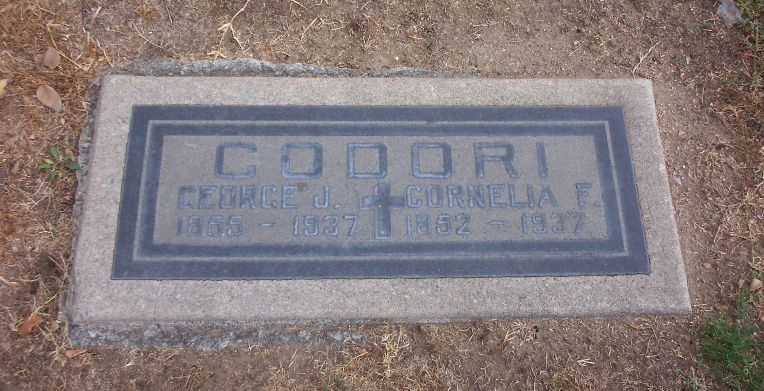 CODORI
GEORGE J. CORNELIA F.
1855 - 1937 1852 - 1937